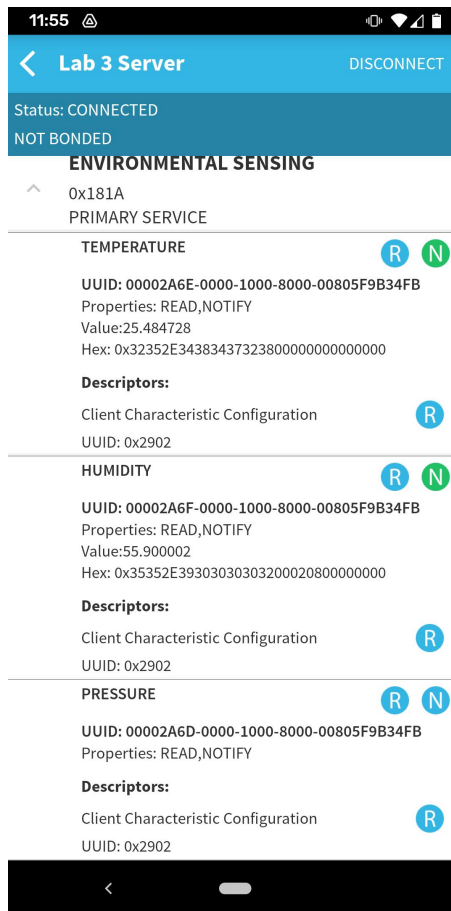 11:55
Lab 3 Server
DISCONNECT
Status: CONNECTED
NOT BONDED
ENVIRONMENTAL SENSING
0x181A
PRIMARY SERVICE
TEMPERATURE
R N
UUID: 00002A6E-0000-1000-8000-00805F9B34FB
Properties: READ,NOTIFY
Value:25.484728
Hex: 0x32352E34383437323800000000000000
Descriptors:
Client Characteristic Configuration
R
UUID: 0x2902
HUMIDITY
R N
UUID: 00002A6F-0000-1000-8000-00805F9B34FB
Properties: READ,NOTIFY
Value:55.900002
Hex: 0x35352E39303030303200020800000000
Descriptors:
Client Characteristic Configuration
R
UUID: 0x2902
PRESSURE
R N
UUID: 00002A6D-0000-1000-8000-00805F9B34FB
Properties: READ,NOTIFY
Descriptors:
Client Characteristic Configuration
R
UUID: 0x2902